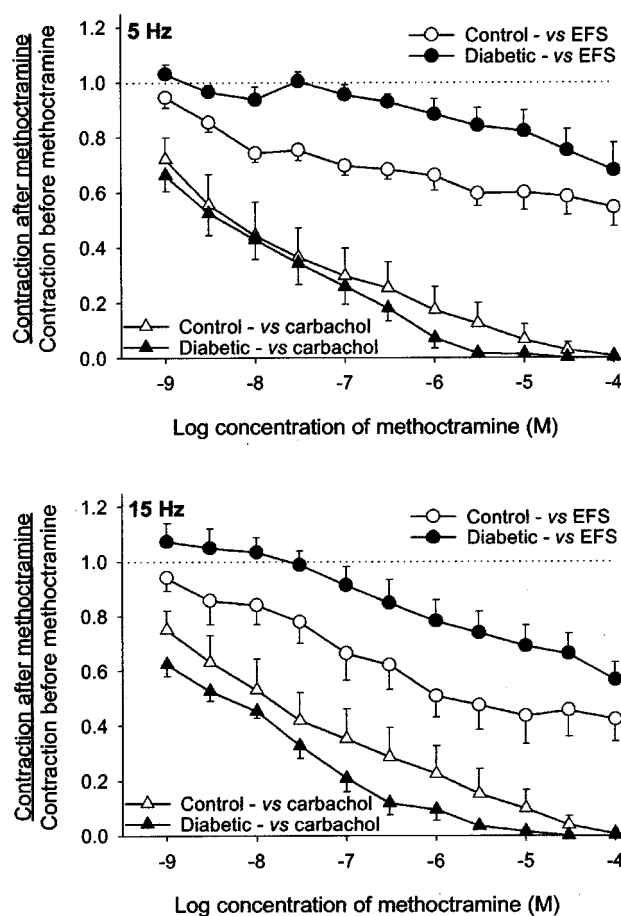 5 Hz
Control - vs EFS
Diabetic - vs EFS
1.2
1.0
0.8
0.6
0.4
0.2
0.0
Contraction after methoctramine
Contraction before methoctramine
Control - vs carbachol
Diabetic - vs carbachol
-9 -8 -7 -6 -5 -4
Log concentration of methoctramine (M)
15 Hz
Control - vs EFS
Diabetic - vs EFS
1.2
1.0
0.8
0.6
0.4
0.2
0.0
Contraction after methoctramine
Contraction before methoctramine
Control - vs carbachol
Diabetic - vs carbachol
-9 -8 -7 -6 -5 -4
Log concentration of methoctramine (M)